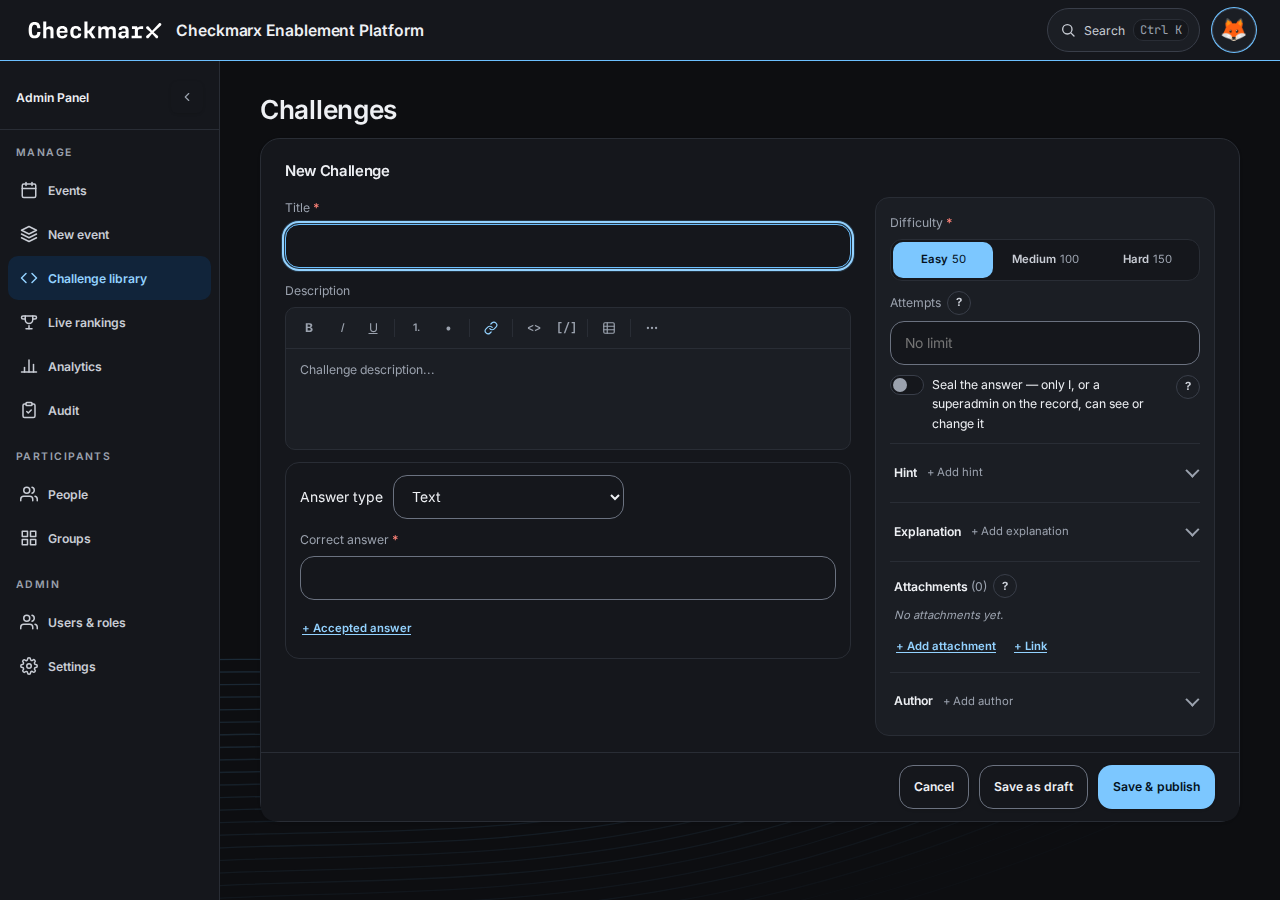 Checkmarx Checkmarx Enablement Platform
Search Ctrl K
Admin Panel
MANAGE
Events
New event
Challenge library
Live rankings
Analytics
Audit
PARTICIPANTS
People
Groups
ADMIN
Users & roles
Settings
Challenges
New Challenge
Title *
Description
B I U 1. • <> [/] ...
Challenge description...
Answer type Text
Correct answer *
+ Accepted answer
Difficulty *
Easy 50 Medium 100 Hard 150
Attempts ?
No limit
Seal the answer — only I, or a
superadmin on the record, can see or
change it
?
Hint + Add hint
Explanation + Add explanation
Attachments (0) ?
No attachments yet.
+ Add attachment + Link
Author + Add author
Cancel Save as draft Save & publish